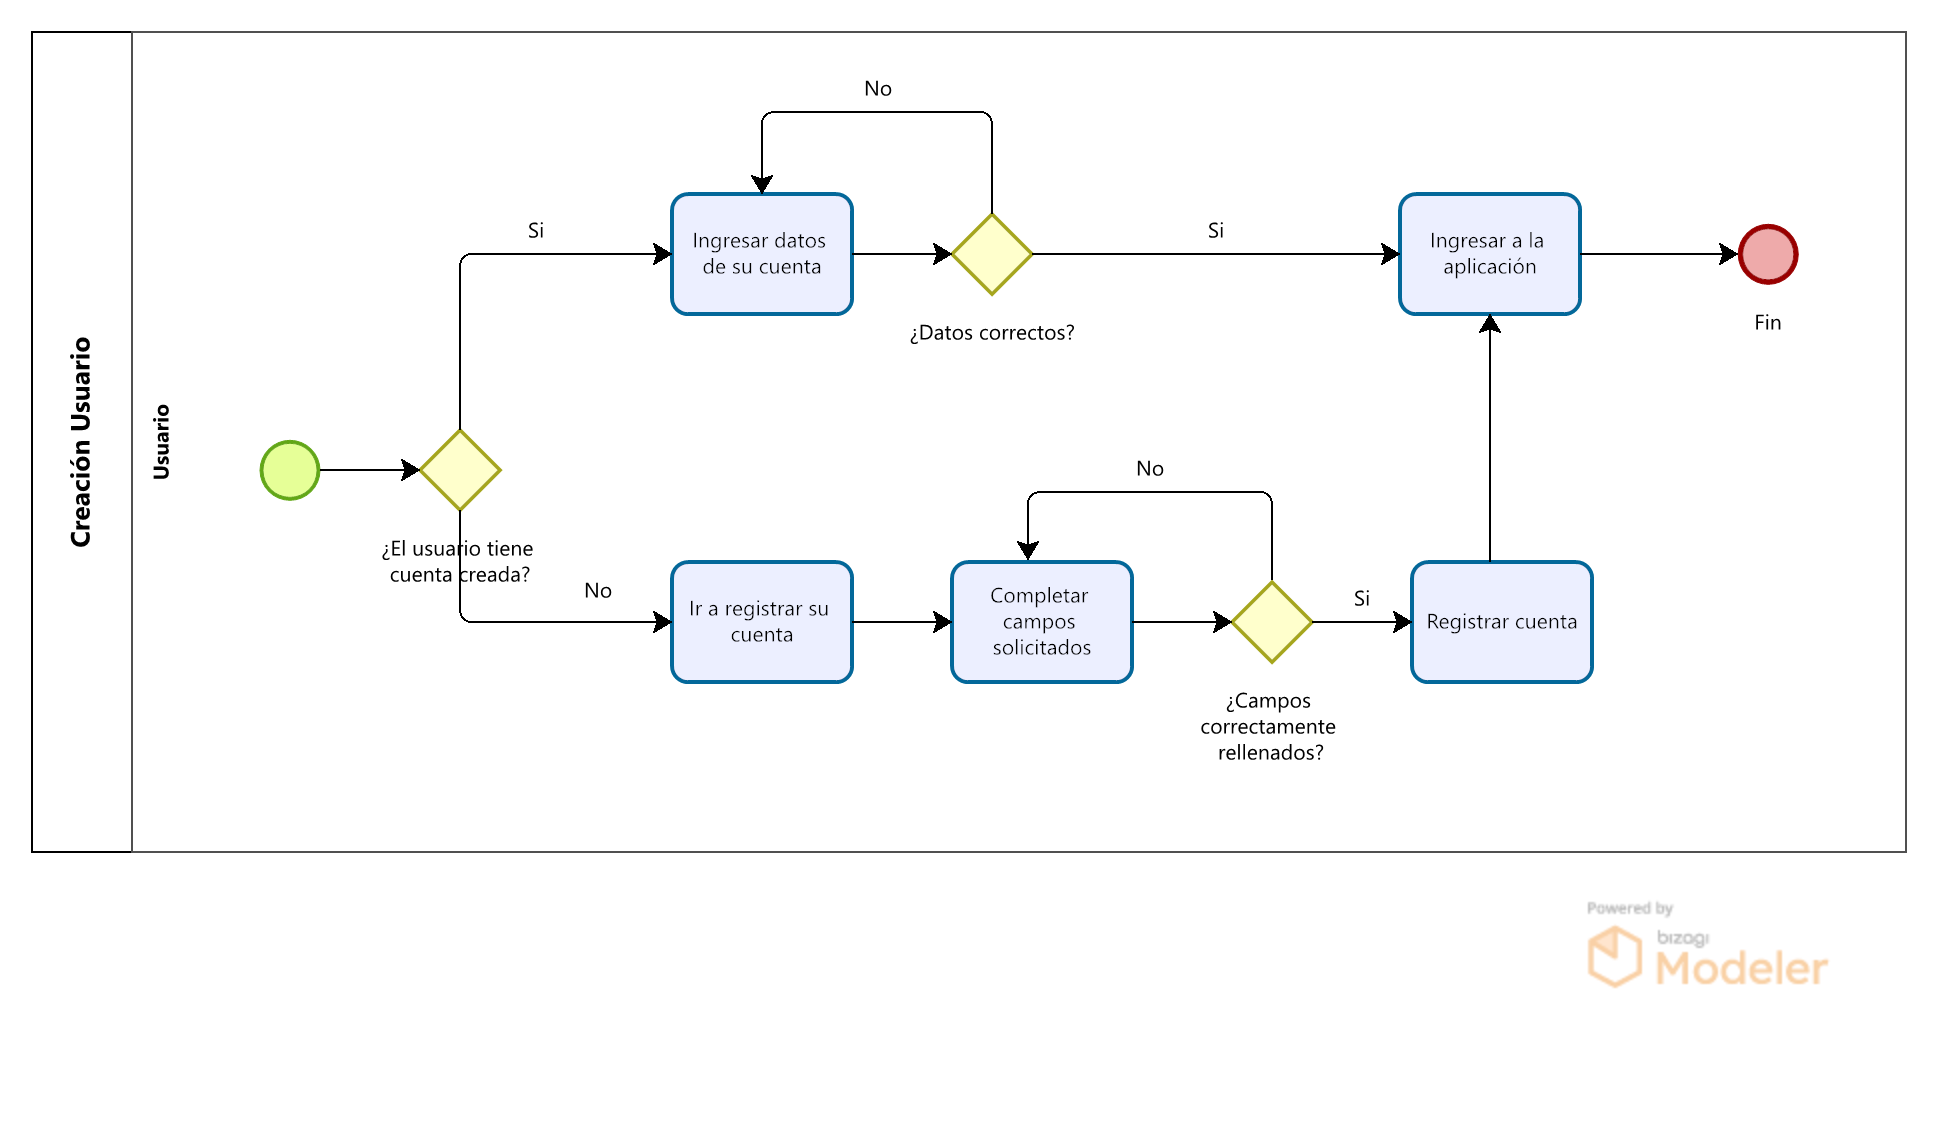 Creación Usuario
Usuario
No
Si
Ingresar datos
de su cuenta
¿Datos correctos?
Si
Ingresar a la
aplicación
Fin
¿El usuario tiene
cuenta creada?
No
Ir a registrar su
cuenta
No
Completar
campos
solicitados
¿Campos
correctamente
rellenados?
Si
Registrar cuenta
Powered by
bizagi
Modeler